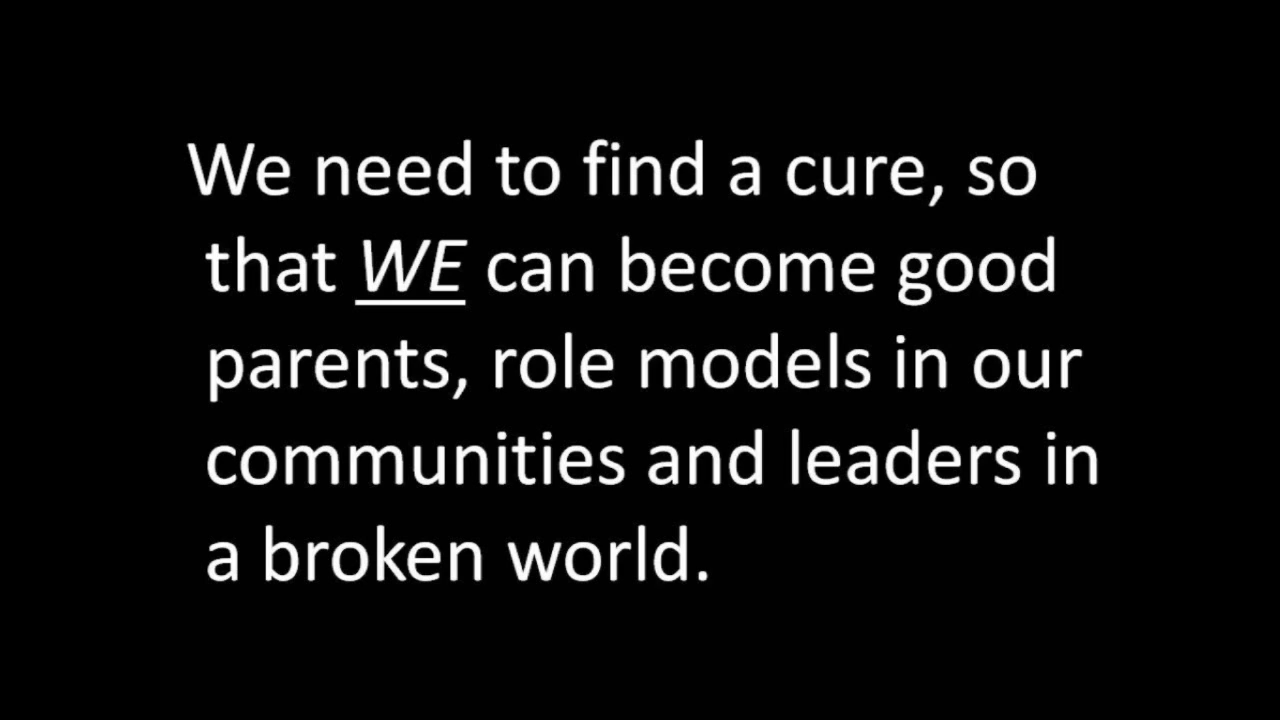 We need to find a cure, so
that WE can become good
parents, role models in our
communities and leaders in
a broken world.